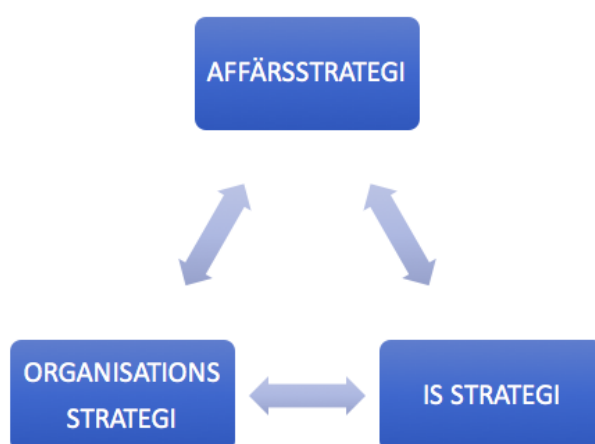 AFFÄRSSTRATEGI
ORGANISATIONS
STRATEGI
IS STRATEGI